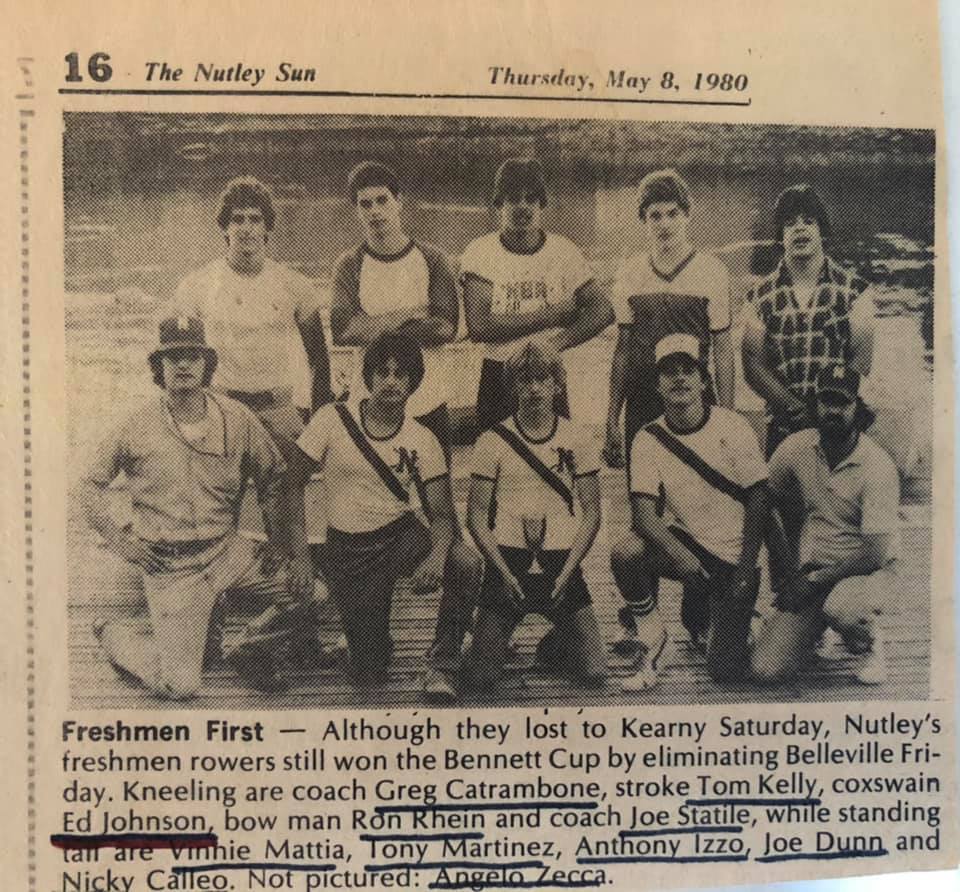 16 The Nutley Sun Thursday, May 8, 1980
N
N N
Freshmen First — Although they lost to Kearny Saturday, Nutley's
freshmen rowers still won the Bennett Cup by eliminating Belleville Fri-
day. Kneeling are coach Greg Catrambone, stroke Tom Kelly, coxswain
Ed Johnson, bow man Ron Rhein and coach Joe Statile, while standing
tall are Vinnie Mattia, Tony Martinez, Anthony Izzo, Joe Dunn and
Nicky Calleo. Not pictured: Angelo Zecca.